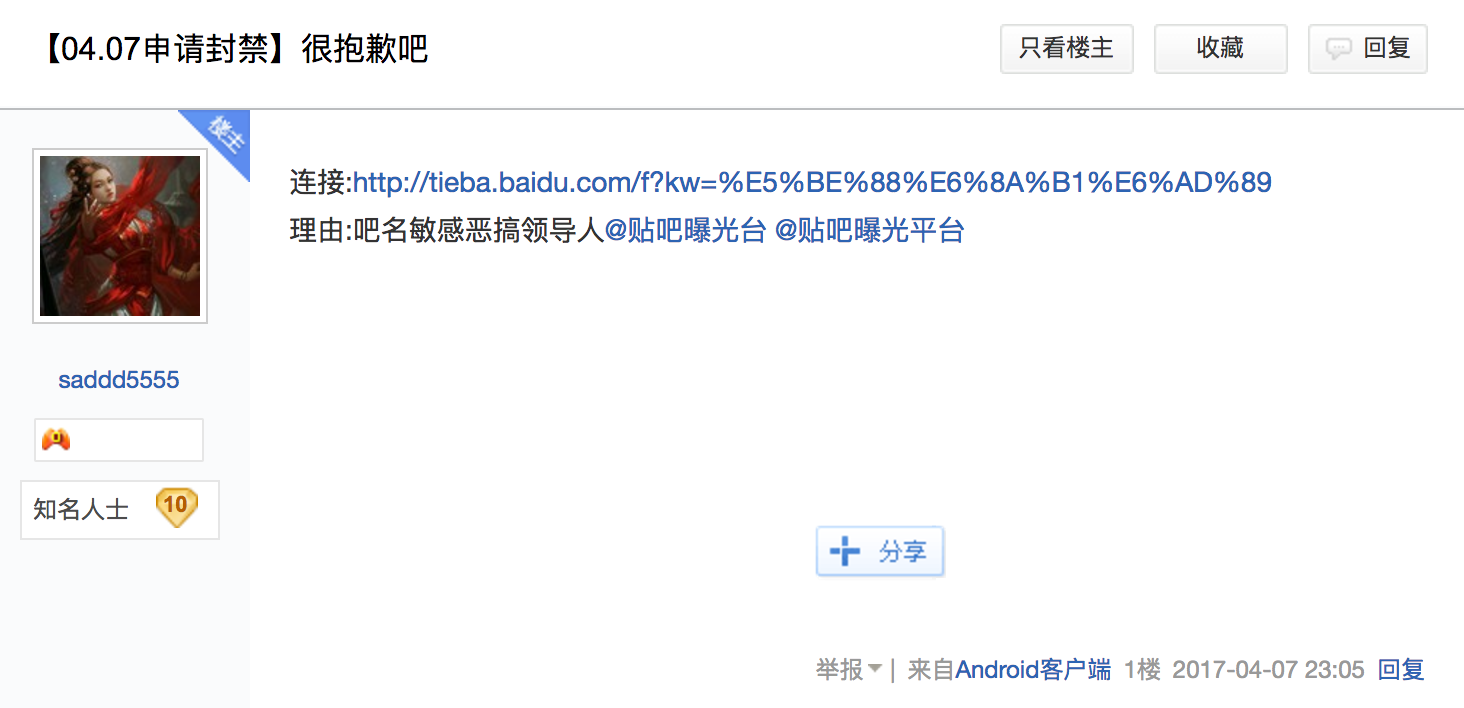 【04.07申请封禁】很抱歉吧
只看楼主
收藏
回复
楼主
连接:http://tieba.baidu.com/f?kw=%E5%BE%88%E6%8A%B1%E6%AD%89
理由:吧名敏感恶搞领导人@贴吧曝光台 @贴吧曝光平台
saddd5555
知名人士 10
分享
举报 | 来自Android客户端 1楼 2017-04-07 23:05 回复